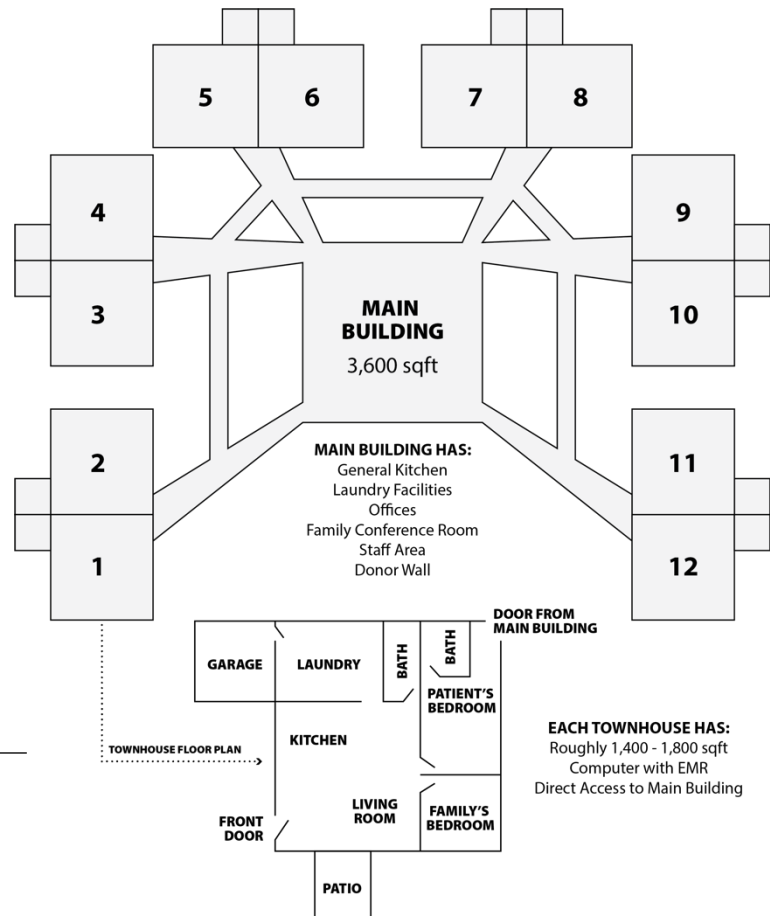 5
6
7
8
4
3
9
10
MAIN
BUILDING
3,600 sqft
2
1
11
12
MAIN BUILDING HAS:
General Kitchen
Laundry Facilities
Offices
Family Conference Room
Staff Area
Donor Wall
DOOR FROM
MAIN BUILDING
GARAGE
LAUNDRY
BATH
BATH
PATIENT'S
BEDROOM
KITCHEN
TOWNHOUSE FLOOR PLAN
LIVING
ROOM
FAMILY'S
BEDROOM
FRONT
DOOR
PATIO
EACH TOWNHOUSE HAS:
Roughly 1,400 - 1,800 sqft
Computer with EMR
Direct Access to Main Building